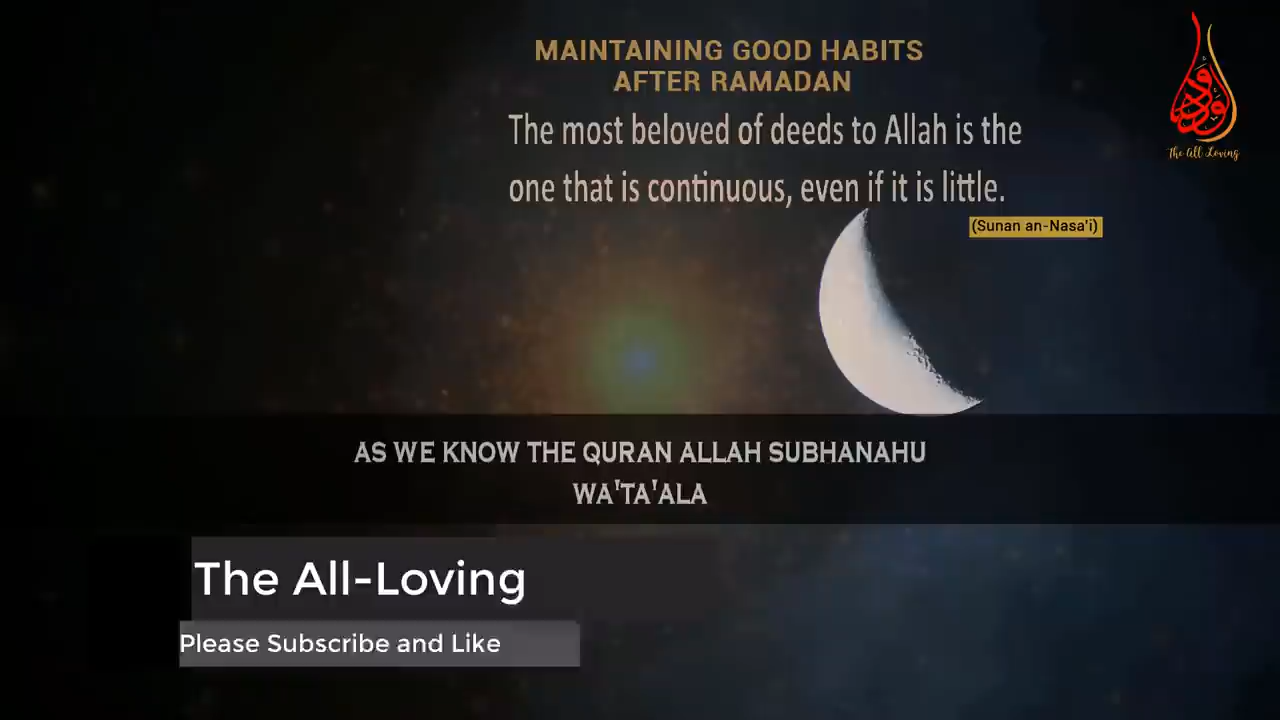 MAINTAINING GOOD HABITS
AFTER RAMADAN
The most beloved of deeds to Allah is the
one that is continuous, even if it is little.
(Sunan an-Nasa'i)
The All Loving
AS WE KNOW THE QURAN ALLAH SUBHANAHU
WA'TA'ALA
The All-Loving
Please Subscribe and Like